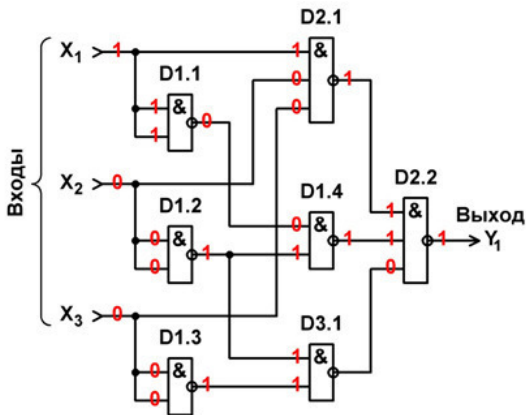 D2.1
X1 1 1 &
D1.1 0 1
1 & 0 0
1
D2.2
X2 0 D1.2 D1.4 1 & Выход
0 & 1 0 & 1 1 1 Y1
0 1 0
X3 0 D1.3 D3.1
0 & 1 1 & 0
0 1
Входы